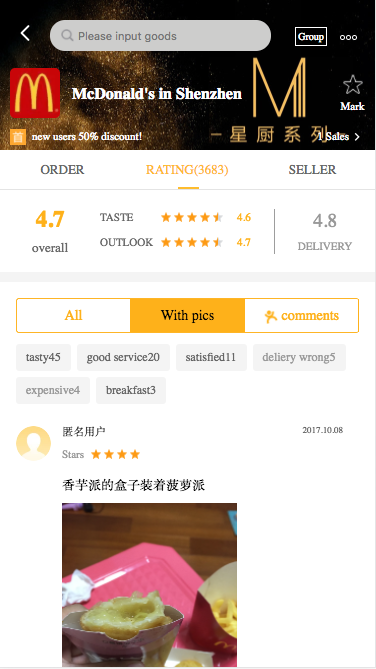 Please input goods
Group
McDonald's in Shenzhen
Mark
首 new users 50% discount!
一星厨系列
1 Sales
ORDER
RATING(3683)
SELLER
4.7
overall
TASTE
4.6
OUTLOOK
4.7
4.8
DELIVERY
All
With pics
comments
tasty45
good service20
satisfied11
deliery wrong5
expensive4
breakfast3
匿名用户
2017.10.08
Stars
香芋派的盒子装着菠萝派